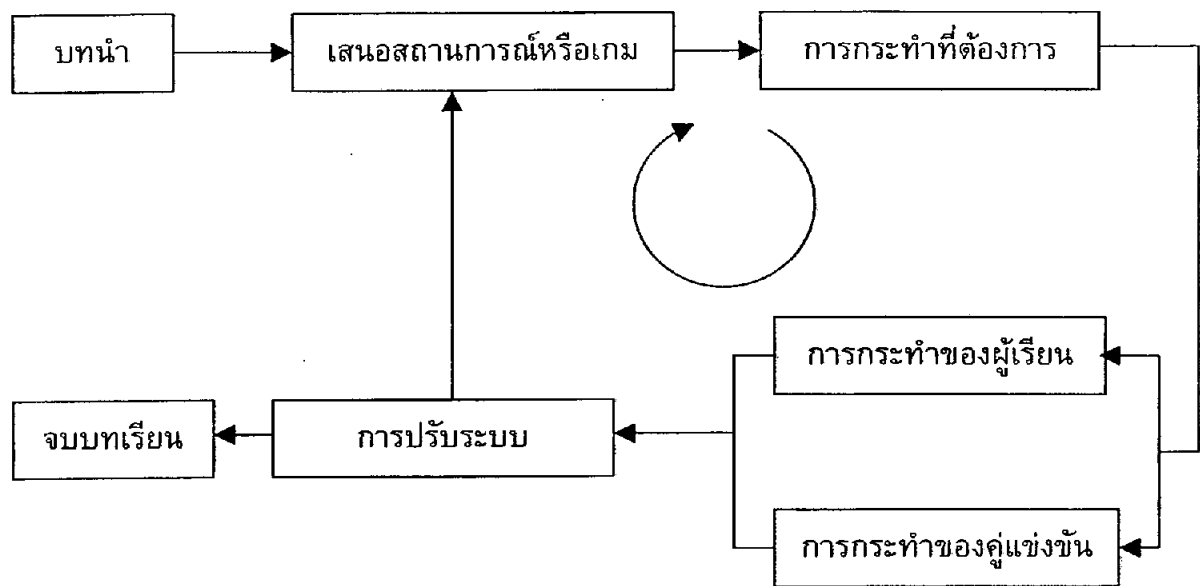 บทนำ
เสนอสถานการณ์หรือเกม
การกระทำที่ต้องการ
การกระทำของผู้เรียน
จบบทเรียน
การปรับระบบ
การกระทำของคู่แข่งขัน